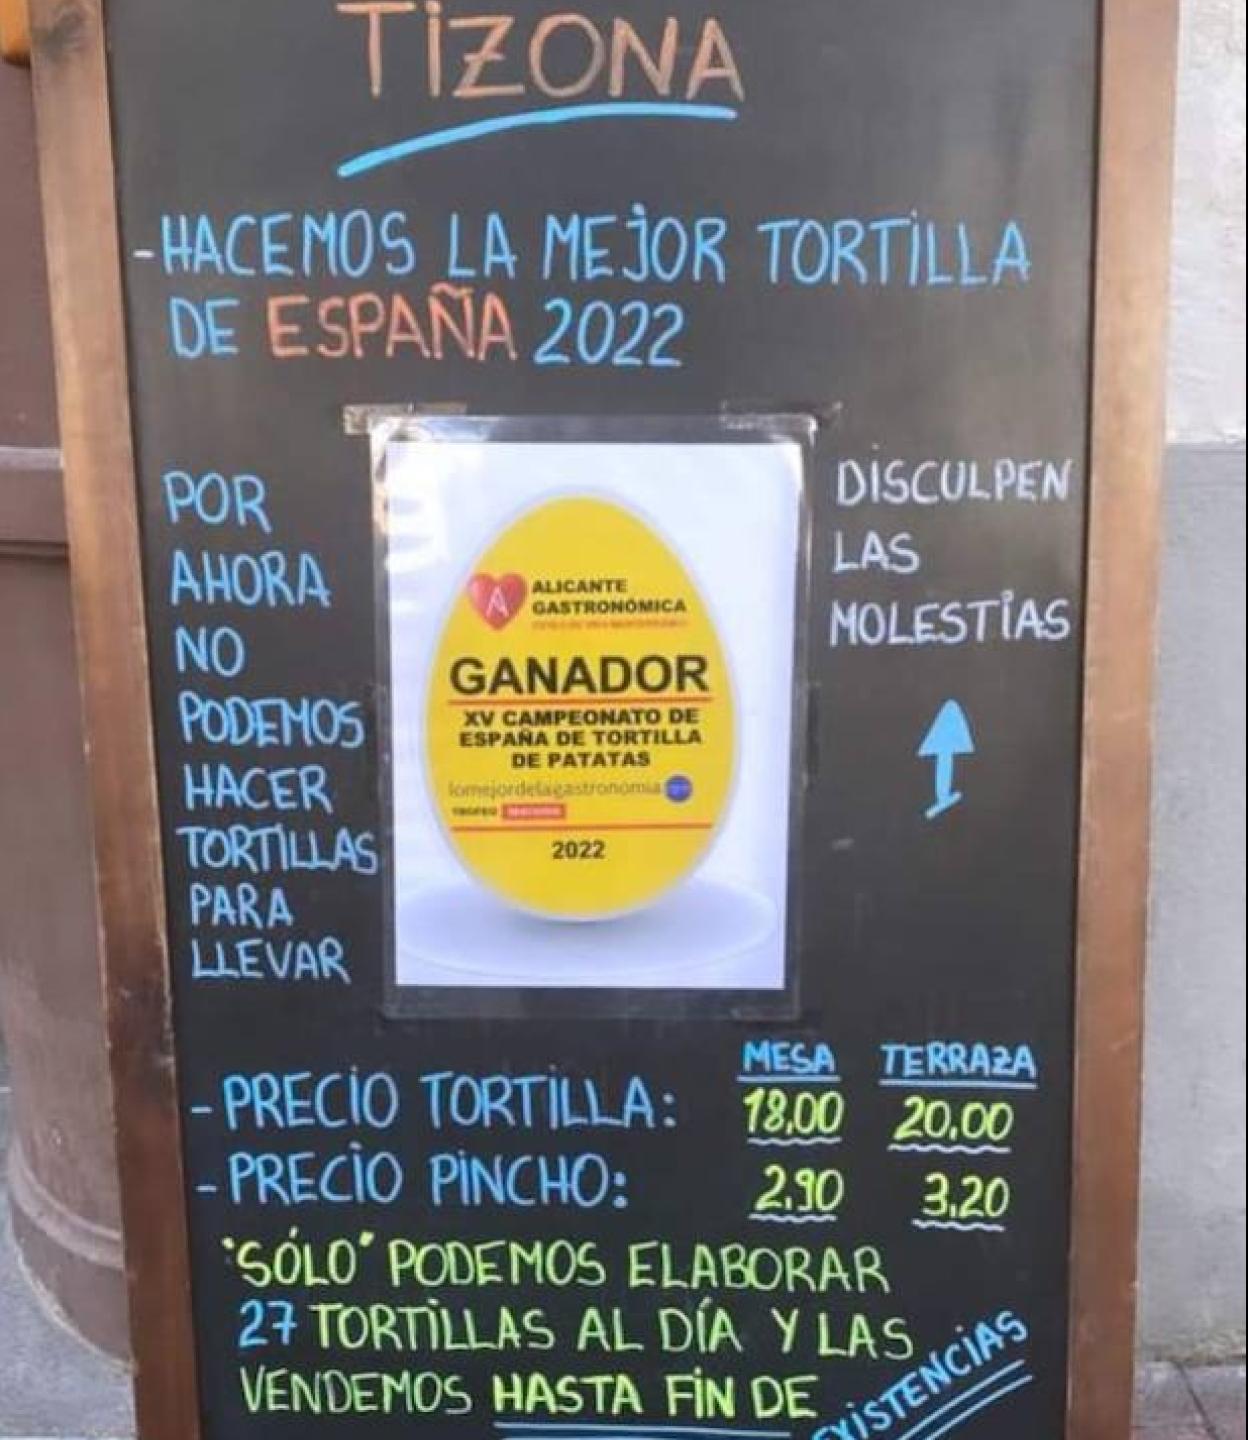 TIZONA
-HACEMOS LA MEJOR TORTILLA
DE ESPAÑA 2022
POR
AHORA
NO
PODEMOS
HACER
TORTILLAS
PARA
LLEVAR
ALICANTE
GASTRONÓMICA
GANADOR
XV CAMPEONATO DE
ESPAÑA DE TORTILLA
DE PATATAS
lomejordelagastronomia
TROFEO
2022
DISCULPEN
LAS
MOLESTIAS
MESA TERRAZA
-PRECIO TORTILLA: 18,00 20,00
-PRECIO PINCHO: 2,90 3,20
"SÓLO" PODEMOS ELABORAR
27 TORTILLAS AL DÍA Y LAS
VENDEMOS HASTA FIN DE
EXISTENCIAS